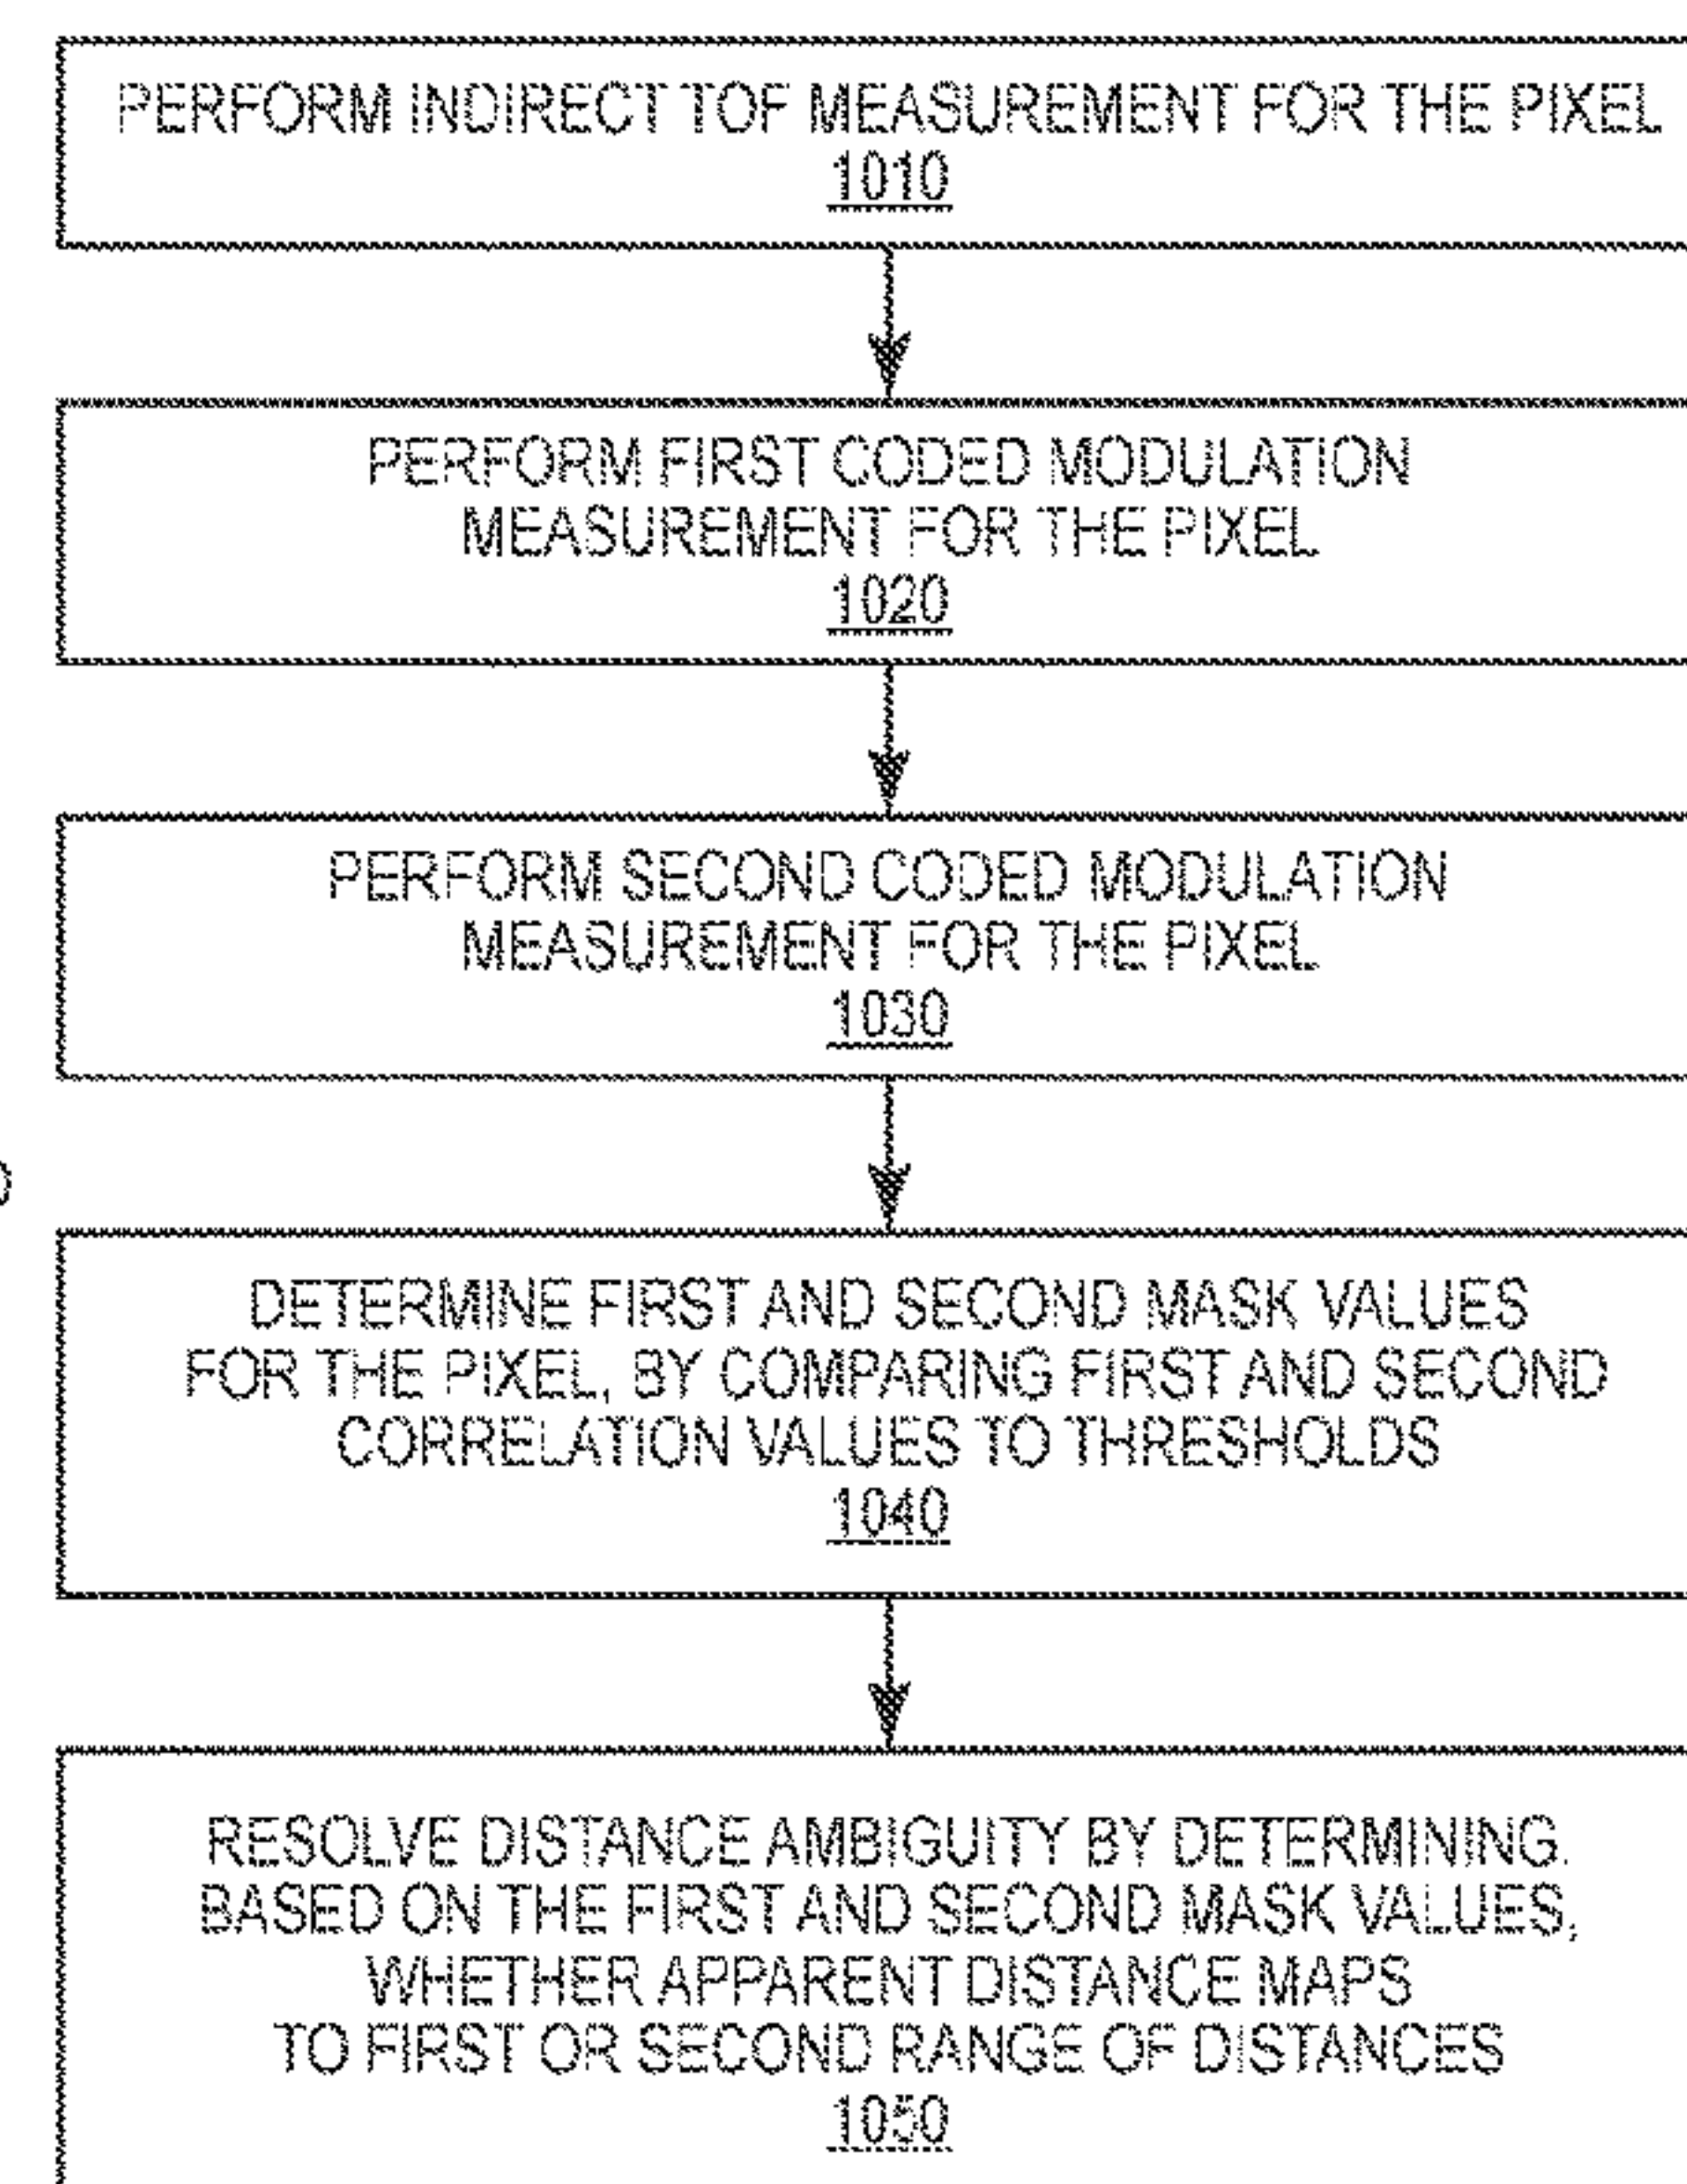 PERFORM INDIRECT TOF MEASUREMENT FOR THE PIXEL
1010
PERFORM FIRST CODED MODULATION
MEASUREMENT FOR THE PIXEL
1020
PERFORM SECOND CODED MODULATION
MEASUREMENT FOR THE PIXEL
1030
DETERMINE FIRST AND SECOND MASK VALUES
FOR THE PIXEL, BY COMPARING FIRST AND SECOND
CORRELATION VALUES TO THRESHOLDS
1040
RESOLVE DISTANCE AMBIGUITY BY DETERMINING,
BASED ON THE FIRST AND SECOND MASK VALUES,
WHETHER APPARENT DISTANCE MAPS
TO FIRST OR SECOND RANGE OF DISTANCES
1050